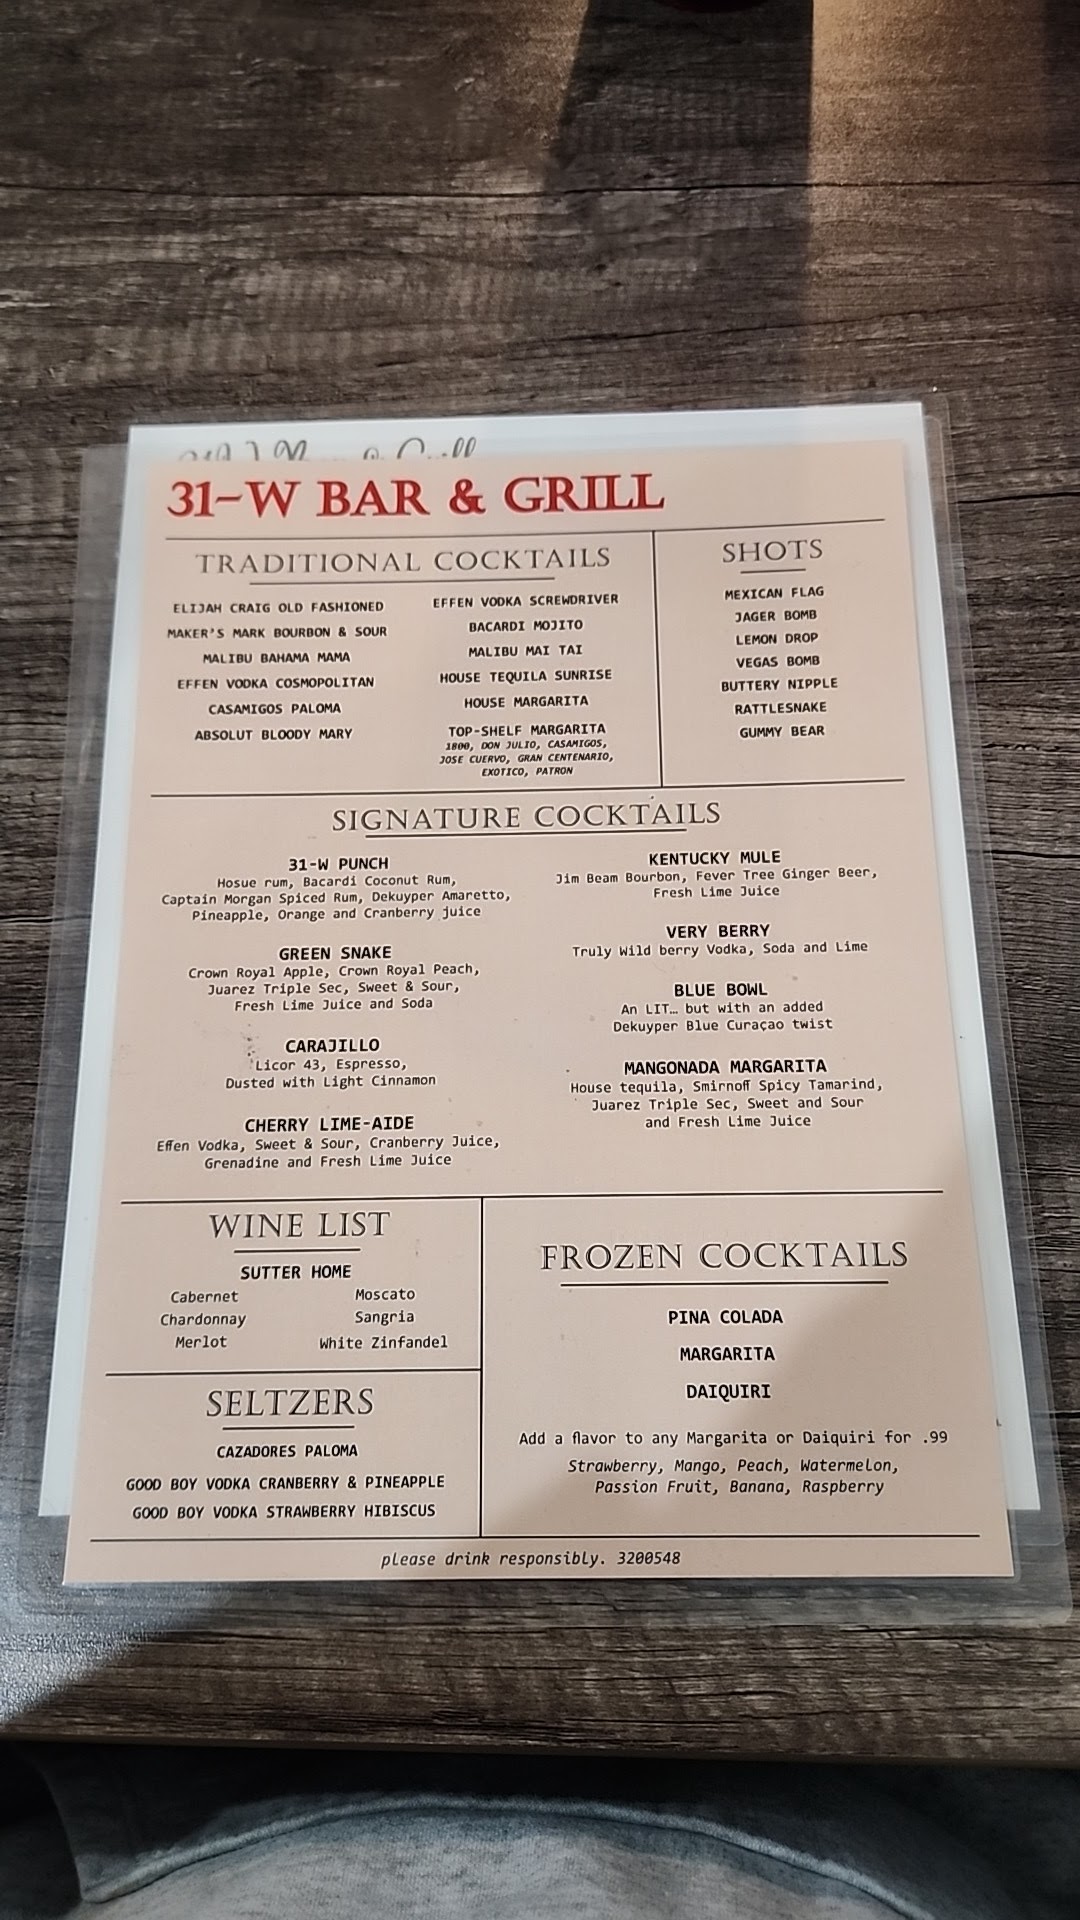 31-W BAR & GRILL
TRADITIONAL COCKTAILS
ELIJAH CRAIG OLD FASHIONED
MAKER'S MARK BOURBON & SOUR
MALIBU BAHAMA MAMA
EFFEN VODKA COSMOPOLITAN
CASAMIGOS PALOMA
ABSOLUT BLOODY MARY
EFFEN VODKA SCREWDRIVER
BACARDI MOJITO
MALIBU MAI TAI
HOUSE TEQUILA SUNRISE
HOUSE MARGARITA
TOP-SHELF MARGARITA
1800, DON JULIO, CASAMIGOS,
JOSE CUERVO, GRAN CENTENARIO,
EXOTICO, PATRON
SHOTS
MEXICAN FLAG
JAGER BOMB
LEMON DROP
VEGAS BOMB
BUTTERY NIPPLE
RATTLESNAKE
GUMMY BEAR
SIGNATURE COCKTAILS
31-W PUNCH
Hosue rum, Bacardi Coconut Rum,
Captain Morgan Spiced Rum, Dekuyper Amaretto,
Pineapple, Orange and Cranberry juice
GREEN SNAKE
Crown Royal Apple, Crown Royal Peach,
Juarez Triple Sec, Sweet & Sour,
Fresh Lime Juice and Soda
CARAJILLO
Licor 43, Espresso,
Dusted with Light Cinnamon
CHERRY LIME-AIDE
Effen Vodka, Sweet & Sour, Cranberry Juice,
Grenadine and Fresh Lime Juice
KENTUCKY MULE
Jim Beam Bourbon, Fever Tree Ginger Beer,
Fresh Lime Juice
VERY BERRY
Truly Wild berry Vodka, Soda and Lime
BLUE BOWL
An LIT… but with an added
Dekuyper Blue Curaçao twist
MANGONADA MARGARITA
House tequila, Smirnoff Spicy Tamarind,
Juarez Triple Sec, Sweet and Sour
and Fresh Lime Juice
WINE LIST
SUTTER HOME
Cabernet
Chardonnay
Merlot
Moscato
Sangria
White Zinfandel
SELTZERS
CAZADORES PALOMA
GOOD BOY VODKA CRANBERRY & PINEAPPLE
GOOD BOY VODKA STRAWBERRY HIBISCUS
FROZEN COCKTAILS
PINA COLADA
MARGARITA
DAIQUIRI
Add a flavor to any Margarita or Daiquiri for .99
Strawberry, Mango, Peach, Watermelon,
Passion Fruit, Banana, Raspberry
please drink responsibly. 3200548